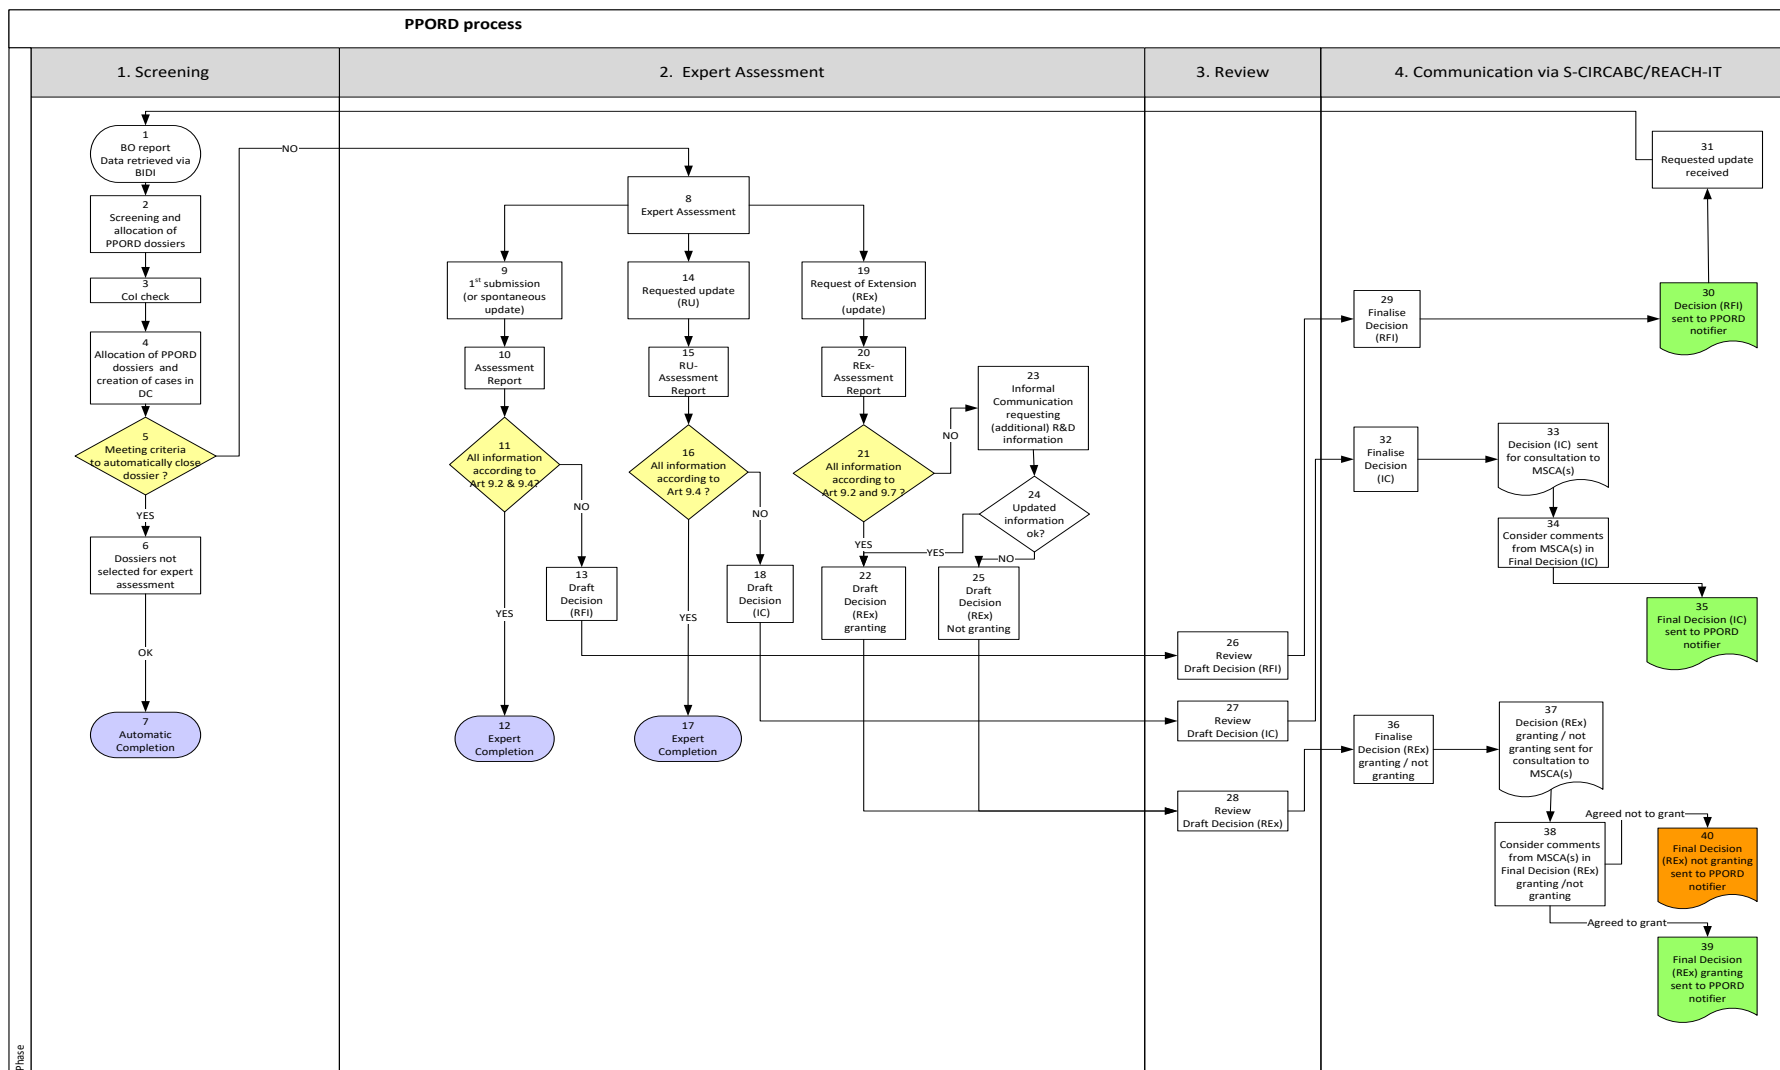 PPORD process
1. Screening
2. Expert Assessment
3. Review
4. Communication via S-CIRCABC/REACH-IT
Phase
1
BO report
Data retrieved via
BIDI
2
Screening and
allocation of
PPORD dossiers
3
CoI check
4
Allocation of PPORD
dossiers and
creation of cases in
DC
5
Meeting criteria
to automatically close
dossier ?
NO
YES
6
Dossiers not
selected for expert
assessment
OK
7
Automatic
Completion
8
Expert Assessment
9
1st submission
(or spontaneous
update)
10
Assessment
Report
11
All information
according to
Art 9.2 & 9.4?
NO
YES
12
Expert
Completion
13
Draft
Decision
(RFI)
14
Requested update
(RU)
15
RU-
Assessment
Report
16
All information
according to
Art 9.4 ?
NO
YES
17
Expert
Completion
18
Draft
Decision
(IC)
19
Request of Extension
(REx)
(update)
20
REx-
Assessment
Report
21
All information
according to
Art 9.2 and 9.7 ?
NO
YES
22
Draft
Decision
(REx)
granting
23
Informal
Communication
requesting
(additional) R&D
information
24
Updated
information
ok?
YES
NO
25
Draft
Decision
(REx)
Not granting
26
Review
Draft Decision (RFI)
27
Review
Draft Decision (IC)
28
Review
Draft Decision (REx)
29
Finalise
Decision
(RFI)
30
Decision (RFI)
sent to PPORD
notifier
31
Requested update
received
32
Finalise
Decision
(IC)
33
Decision (IC) sent
for consultation to
MSCA(s)
34
Consider comments
from MSCA(s) in
Final Decision (IC)
35
Final Decision (IC)
sent to PPORD
notifier
36
Finalise
Decision (REx)
granting / not
granting
37
Decision (REx)
granting / not
granting sent for
consultation to
MSCA(s)
38
Consider comments
from MSCA(s) in
Final Decision (REx)
granting /not
granting
Agreed not to grant
40
Final Decision
(REx) not granting
sent to PPORD
notifier
Agreed to grant
39
Final Decision
(REx) granting
sent to PPORD
notifier